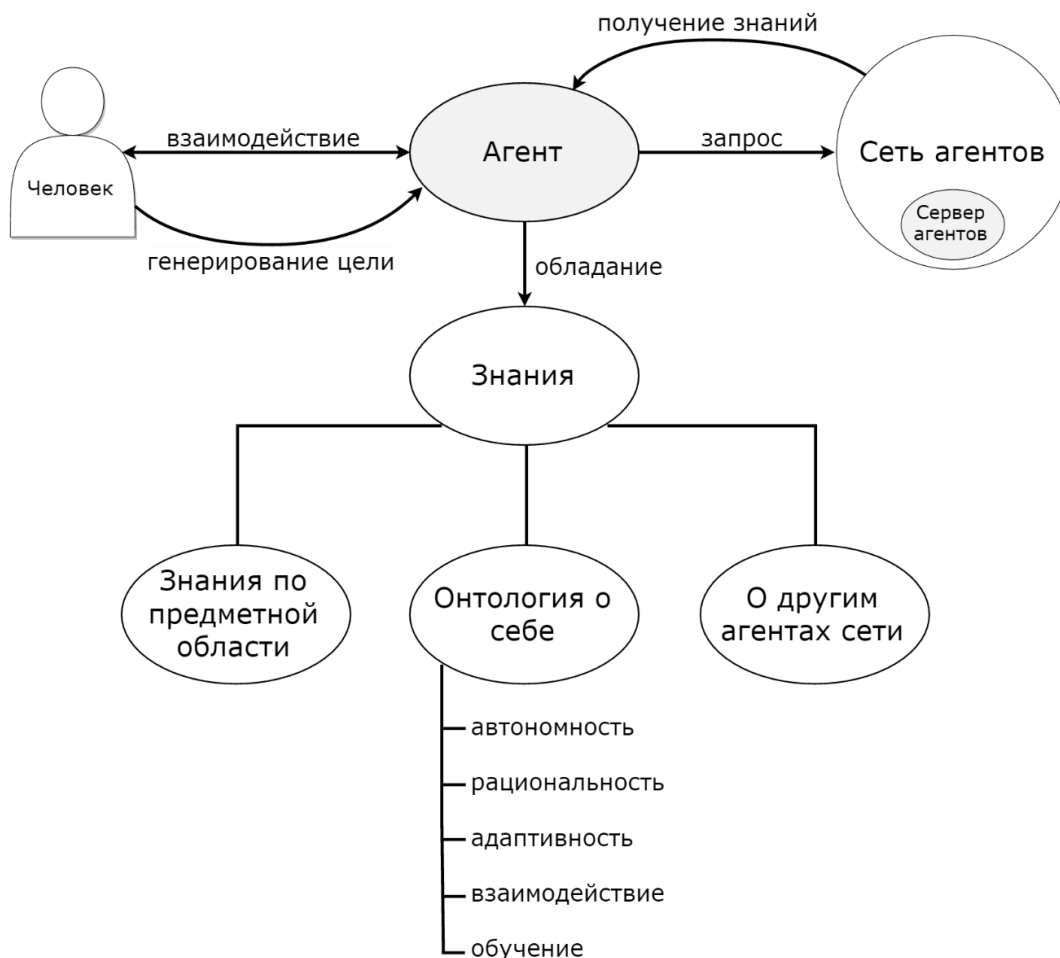 получение знаний
взаимодействие
Агент
запрос
Сеть агентов
Человек
Сервер
агентов
генерирование цели
обладание
Знания
Знания по
предметной
области
Онтология о
себе
О другим
агентах сети
автономность
рациональность
адаптивность
взаимодействие
обучение